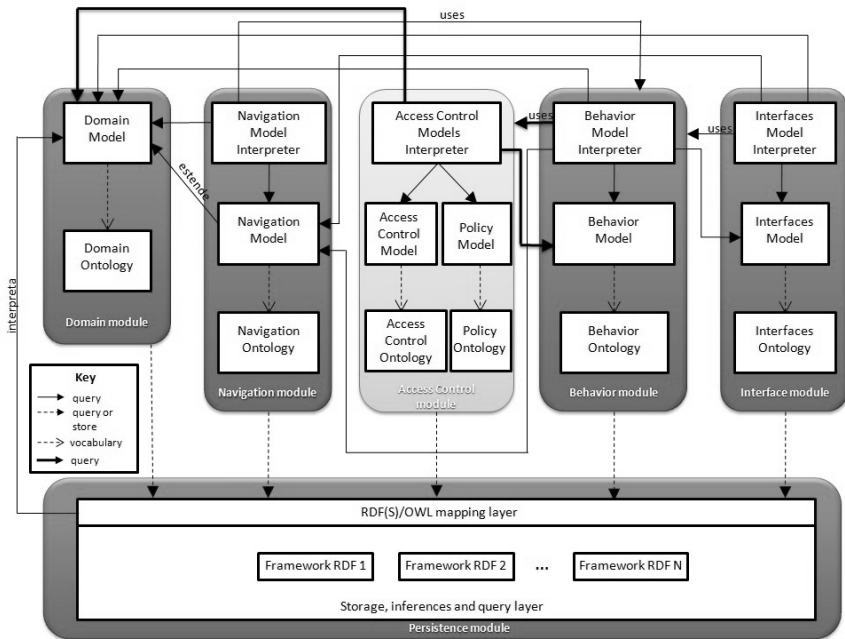 uses
Domain
Model
Navigation
Model
Interpreter
Access Control
Models
Interpreter
uses
Behavior
Model
Interpreter
uses
Interfaces
Model
Interpreter
estende
Domain
Ontology
Navigation
Model
Access
Control
Model
Policy
Model
Behavior
Model
Interfaces
Model
interpreta
Domain module
Navigation
Ontology
Access
Control
Ontology
Policy
Ontology
Behavior
Ontology
Interfaces
Ontology
Navigation module
Access Control
module
Behavior module
Interface module
Key
query
query or
store
vocabulary
query
RDF(S)/OWL mapping layer
Framework RDF 1
Framework RDF 2
...
Framework RDF N
Storage, inferences and query layer
Persistence module